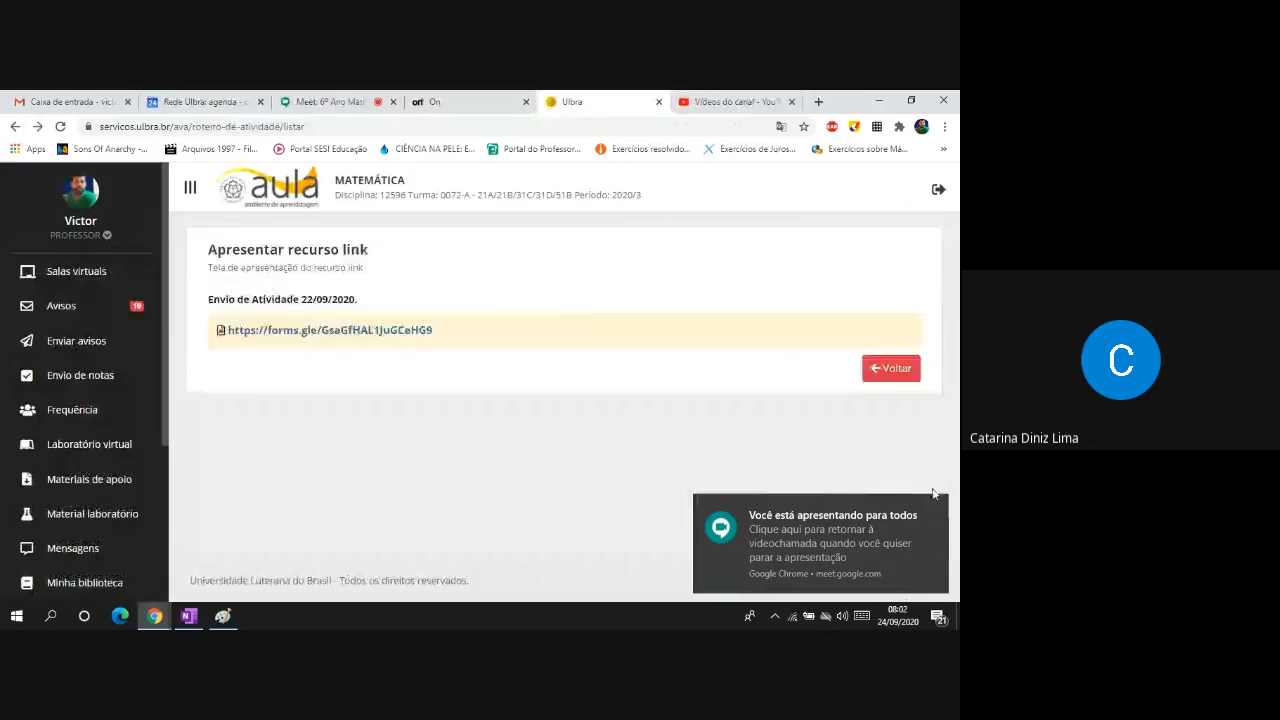 Caixa de entrada - vict
Rede Ulbra: agenda - c
Meet: 6º Ano Mate
On
Ulbra
Vídeos do canal - YouT
servicos.ulbra.br/ava/roteiro-de-atividade/listar
Apps
Sons Of Anarchy -...
Arquivos 1997 - Fil...
Portal SESI Educação
CIÊNCIA NA PELE: E...
Portal do Professor...
Exercícios resolvido...
Exercícios de Juros...
Exercícios sobre Má...
»
Victor
PROFESSOR
Salas virtuais
Avisos
19
Enviar avisos
Envio de notas
Frequência
Laboratório virtual
Materiais de apoio
Material laboratório
Mensagens
Minha biblioteca
aula
ambiente de aprendizagem
MATEMÁTICA
Disciplina: 12596 Turma: 0072-A - 21A/21B/31C/31D/51B Período: 2020/3
Apresentar recurso link
Tela de apresentação do recurso link
Envio de Atividade 22/09/2020.
https://forms.gle/GsaGfHAL1JuGCeHG9
Voltar
Você está apresentando para todos
Clique aqui para retornar à
videochamada quando você quiser
parar a apresentação
Google Chrome • meet.google.com
Universidade Luterana do Brasil - Todos os direitos reservados.
08:02
24/09/2020
21
C
Catarina Diniz Lima